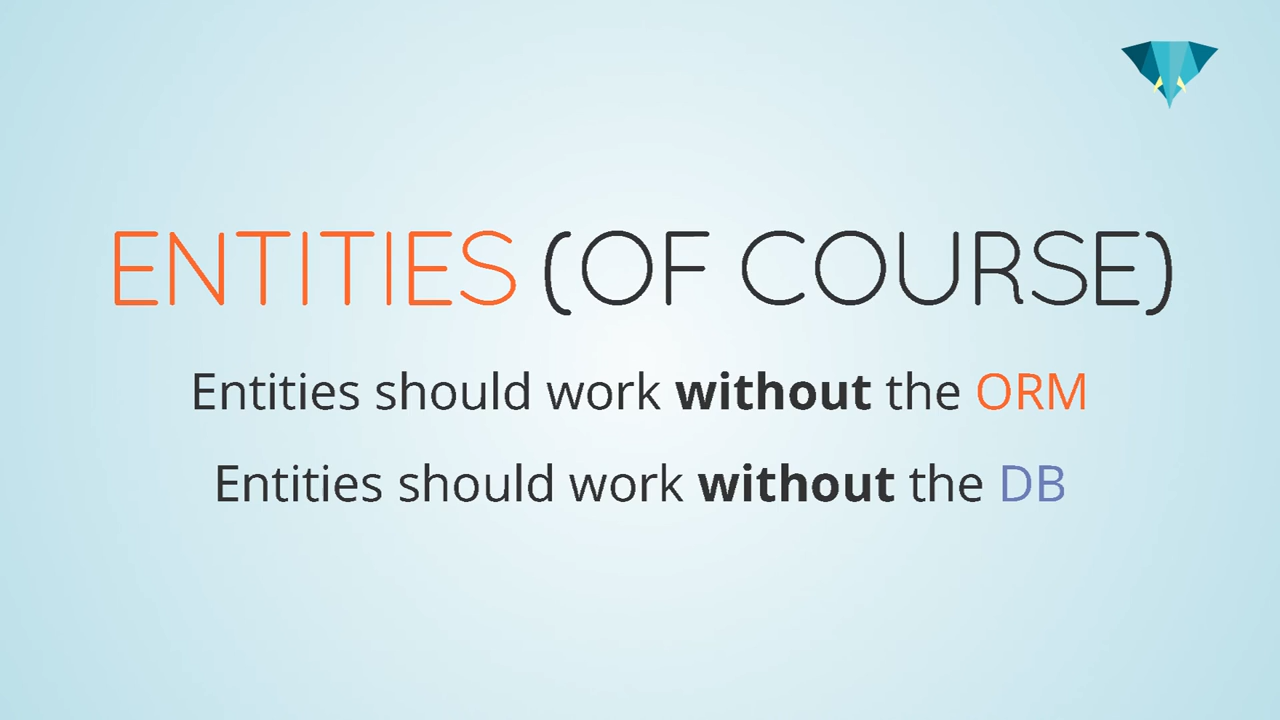 ENTITIES (OF COURSE)
Entities should work without the ORM
Entities should work without the DB